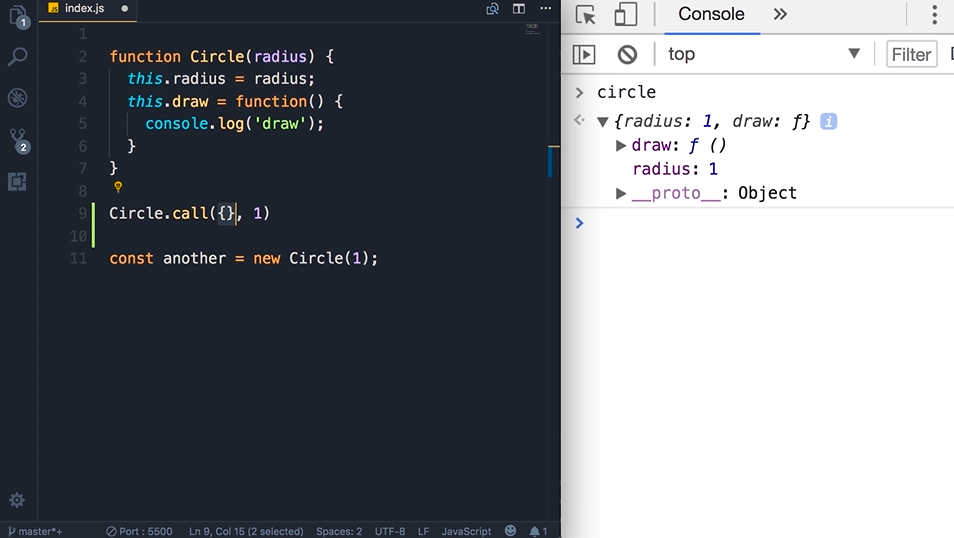 index.js
1
2 function Circle(radius) {
3 this.radius = radius;
4 this.draw = function() {
5 console.log('draw');
6 }
7 }
8
9 Circle.call({}, 1)
10
11 const another = new Circle(1);
1
2
master*+ Port : 5500 Ln 9, Col 15 (2 selected) Spaces: 2 UTF-8 LF JavaScript 1
Console
top Filter
> circle
{radius: 1, draw: ƒ} i
draw: ƒ ()
radius: 1
__proto__: Object
>